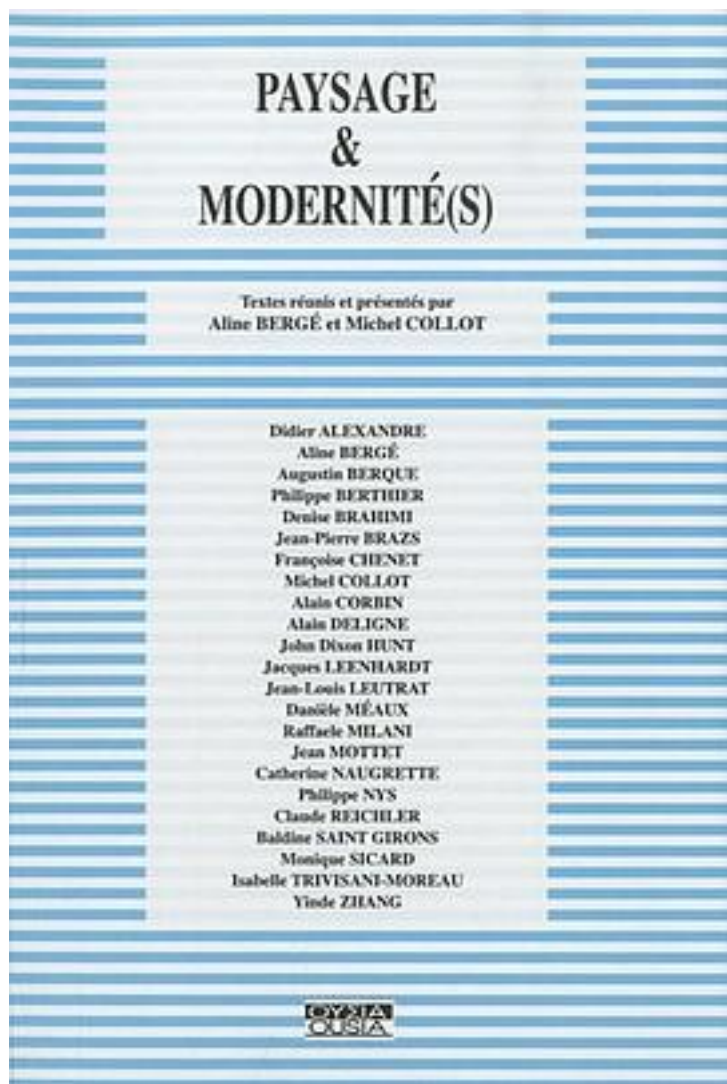 PAYSAGE
&
MODERNITÉ(S)
Textes réunis et présentés par
Aline BERGÉ et Michel COLLOT
Didier ALEXANDRE
Aline BERGÉ
Augustin BERQUE
Philippe BERTHIER
Denise BRAHIMI
Jean-Pierre BRAZS
Françoise CHENET
Michel COLLOT
Alain CORBIN
Alain DELIGNE
John Dixon HUNT
Jacques LEENHARDT
Jean-Louis LEUTRAT
Danièle MÉAUX
Raffaele MILANI
Jean MOTTET
Catherine NAUGRETTE
Philippe NYS
Claude REICHLER
Baldine SAINT GIRONS
Monique SICARD
Isabelle TRIVISANI-MOREAU
Yinde ZHANG
ΟΥΣΙΑ
OUSIA